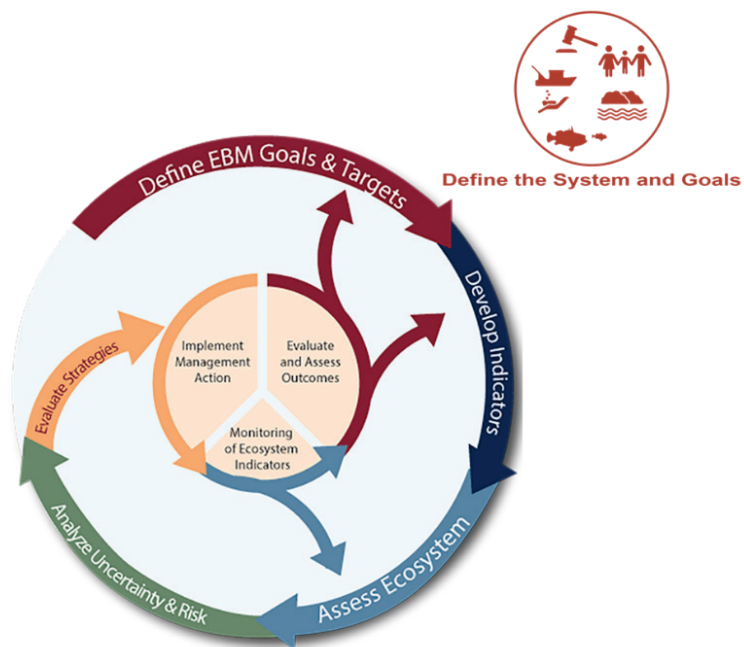 Define the System and Goals
Define EBM Goals & Targets
Develop Indicators
Assess Ecosystem
Analyze Uncertainty & Risk
Evaluate Strategies
Implement
Management
Action
Evaluate
and Assess
Outcomes
Monitoring
of Ecosystem
Indicators